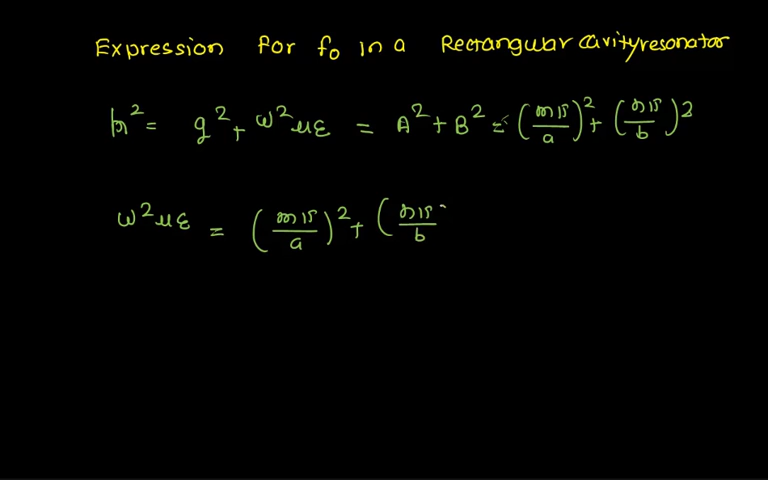 Expression for f₀ in a Rectangular cavity resonator
h² = g² + ω²με = A² + B² = (mπ/a)² + (nπ/b)²
ω²με = (mπ/a)² + (nπ/b